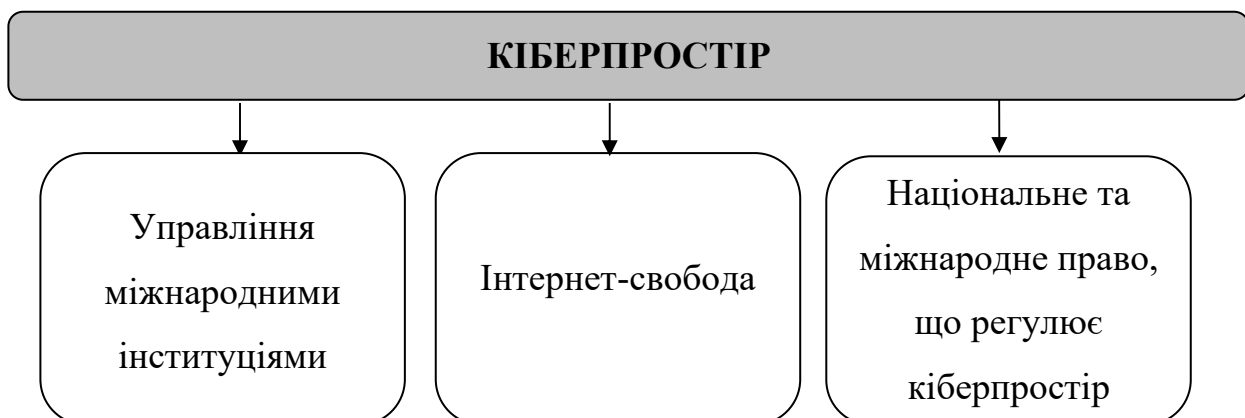 КІБЕРПРОСТІР
Управління
міжнародними
інституціями
Інтернет-свобода
Національне та
міжнародне право,
що регулює
кіберпростір